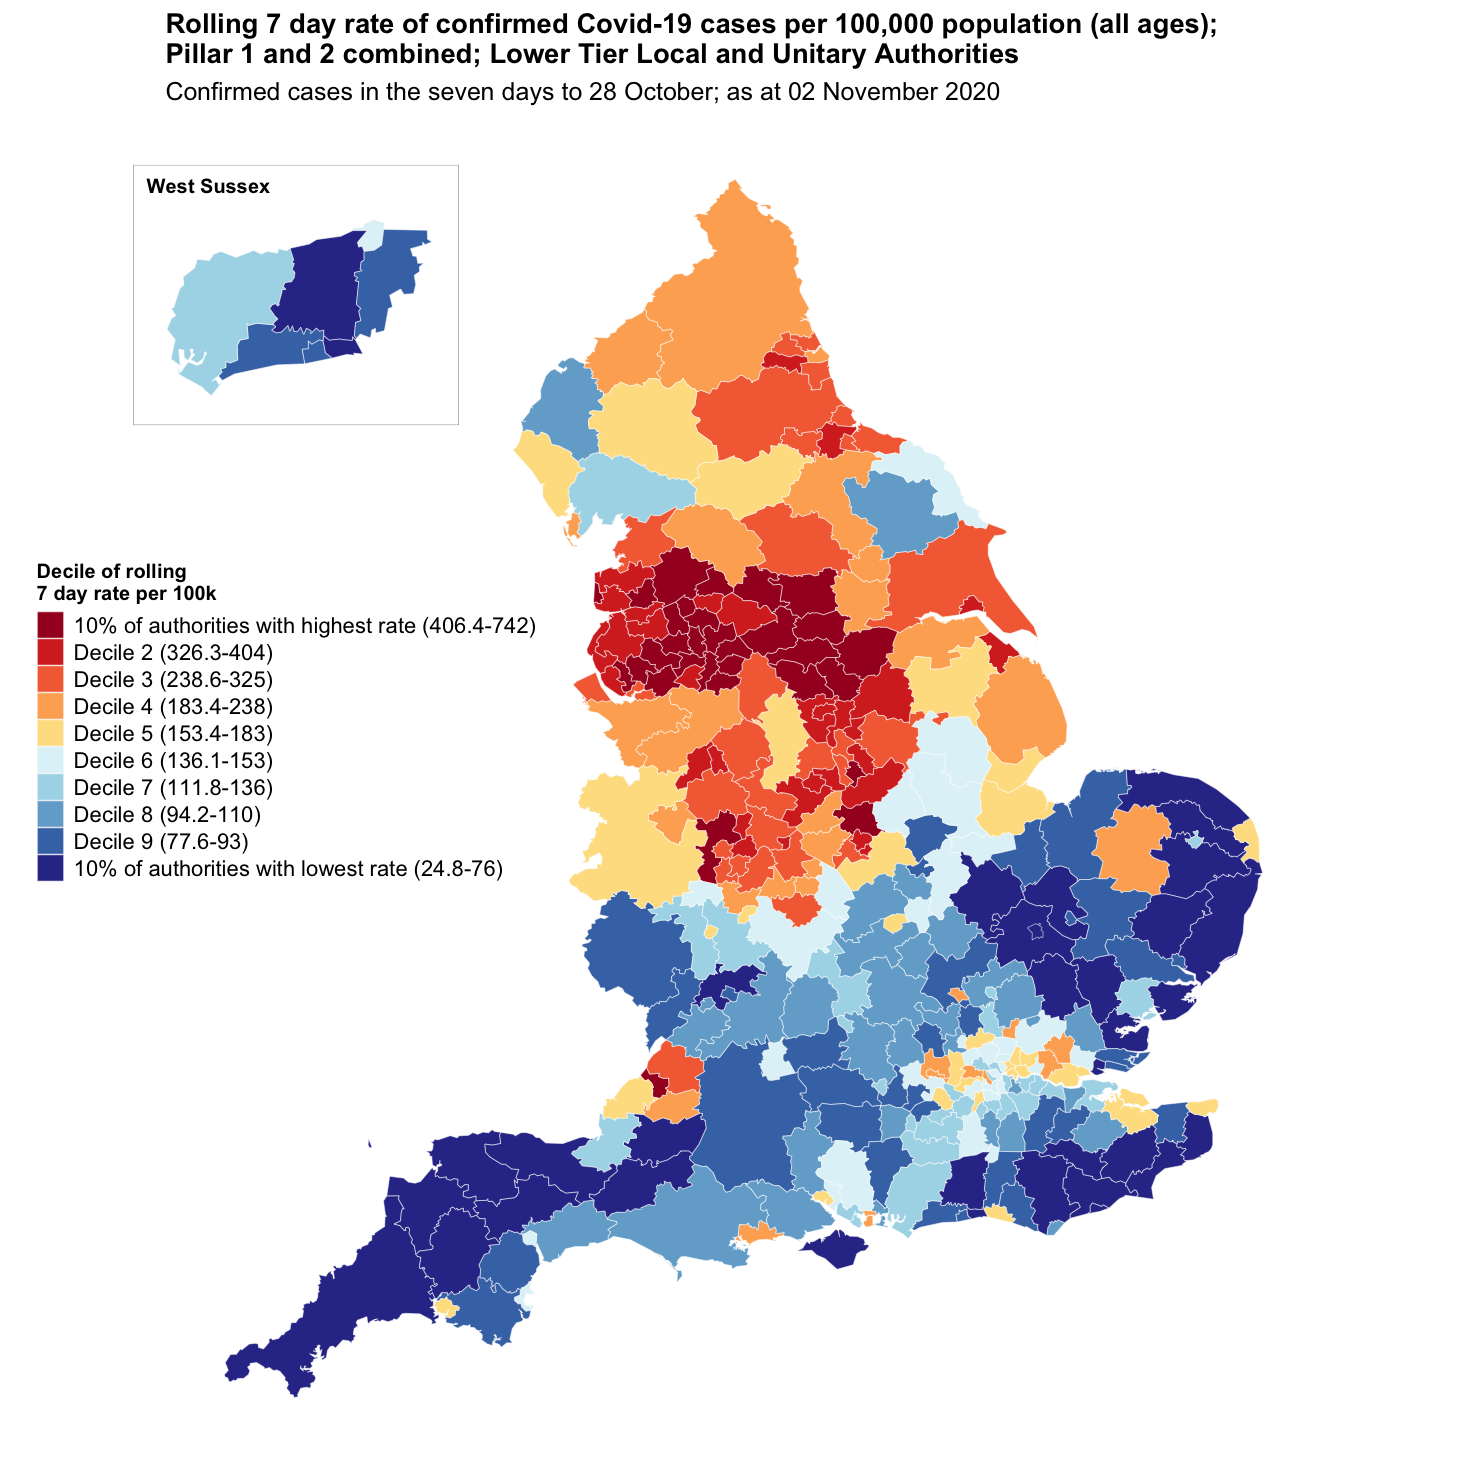 Rolling 7 day rate of confirmed Covid-19 cases per 100,000 population (all ages);
Pillar 1 and 2 combined; Lower Tier Local and Unitary Authorities
Confirmed cases in the seven days to 28 October; as at 02 November 2020
West Sussex
Decile of rolling
7 day rate per 100k
10% of authorities with highest rate (406.4-742)
Decile 2 (326.3-404)
Decile 3 (238.6-325)
Decile 4 (183.4-238)
Decile 5 (153.4-183)
Decile 6 (136.1-153)
Decile 7 (111.8-136)
Decile 8 (94.2-110)
Decile 9 (77.6-93)
10% of authorities with lowest rate (24.8-76)